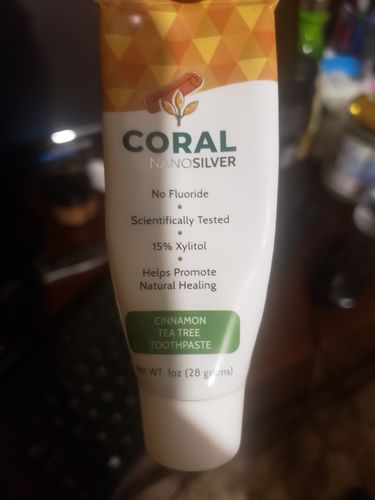 CORAL
NANOSILVER
No Fluoride
Scientifically Tested
15% Xylitol
Helps Promote
Natural Healing
CINNAMON
TEA TREE
TOOTHPASTE
Net WT. 1oz (28 grams)